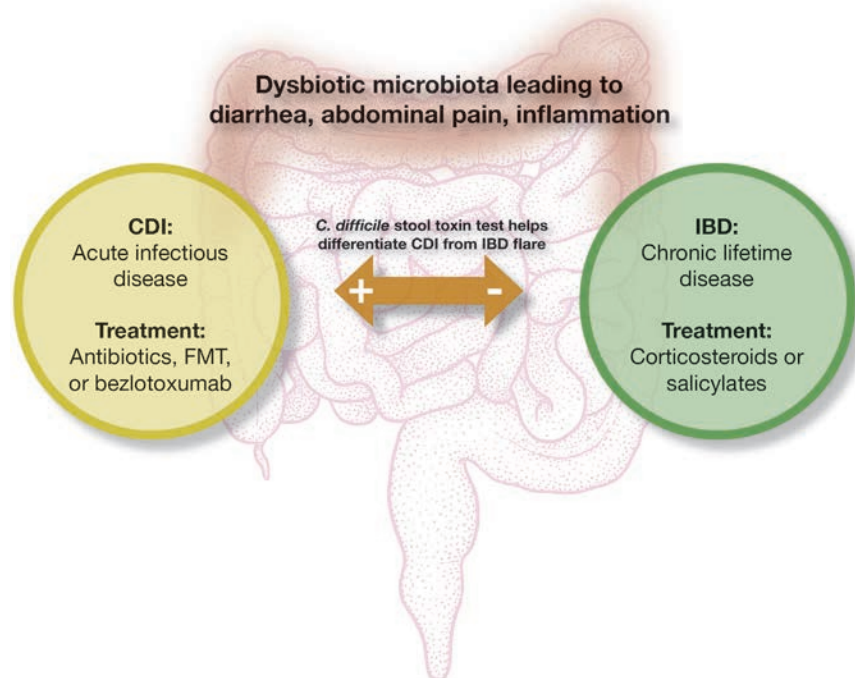 Dysbiotic microbiota leading to
diarrhea, abdominal pain, inflammation
CDI:
Acute infectious
disease
Treatment:
Antibiotics, FMT,
or bezlotoxumab
C. difficile stool toxin test helps
differentiate CDI from IBD flare
+ -
IBD:
Chronic lifetime
disease
Treatment:
Corticosteroids or
salicylates